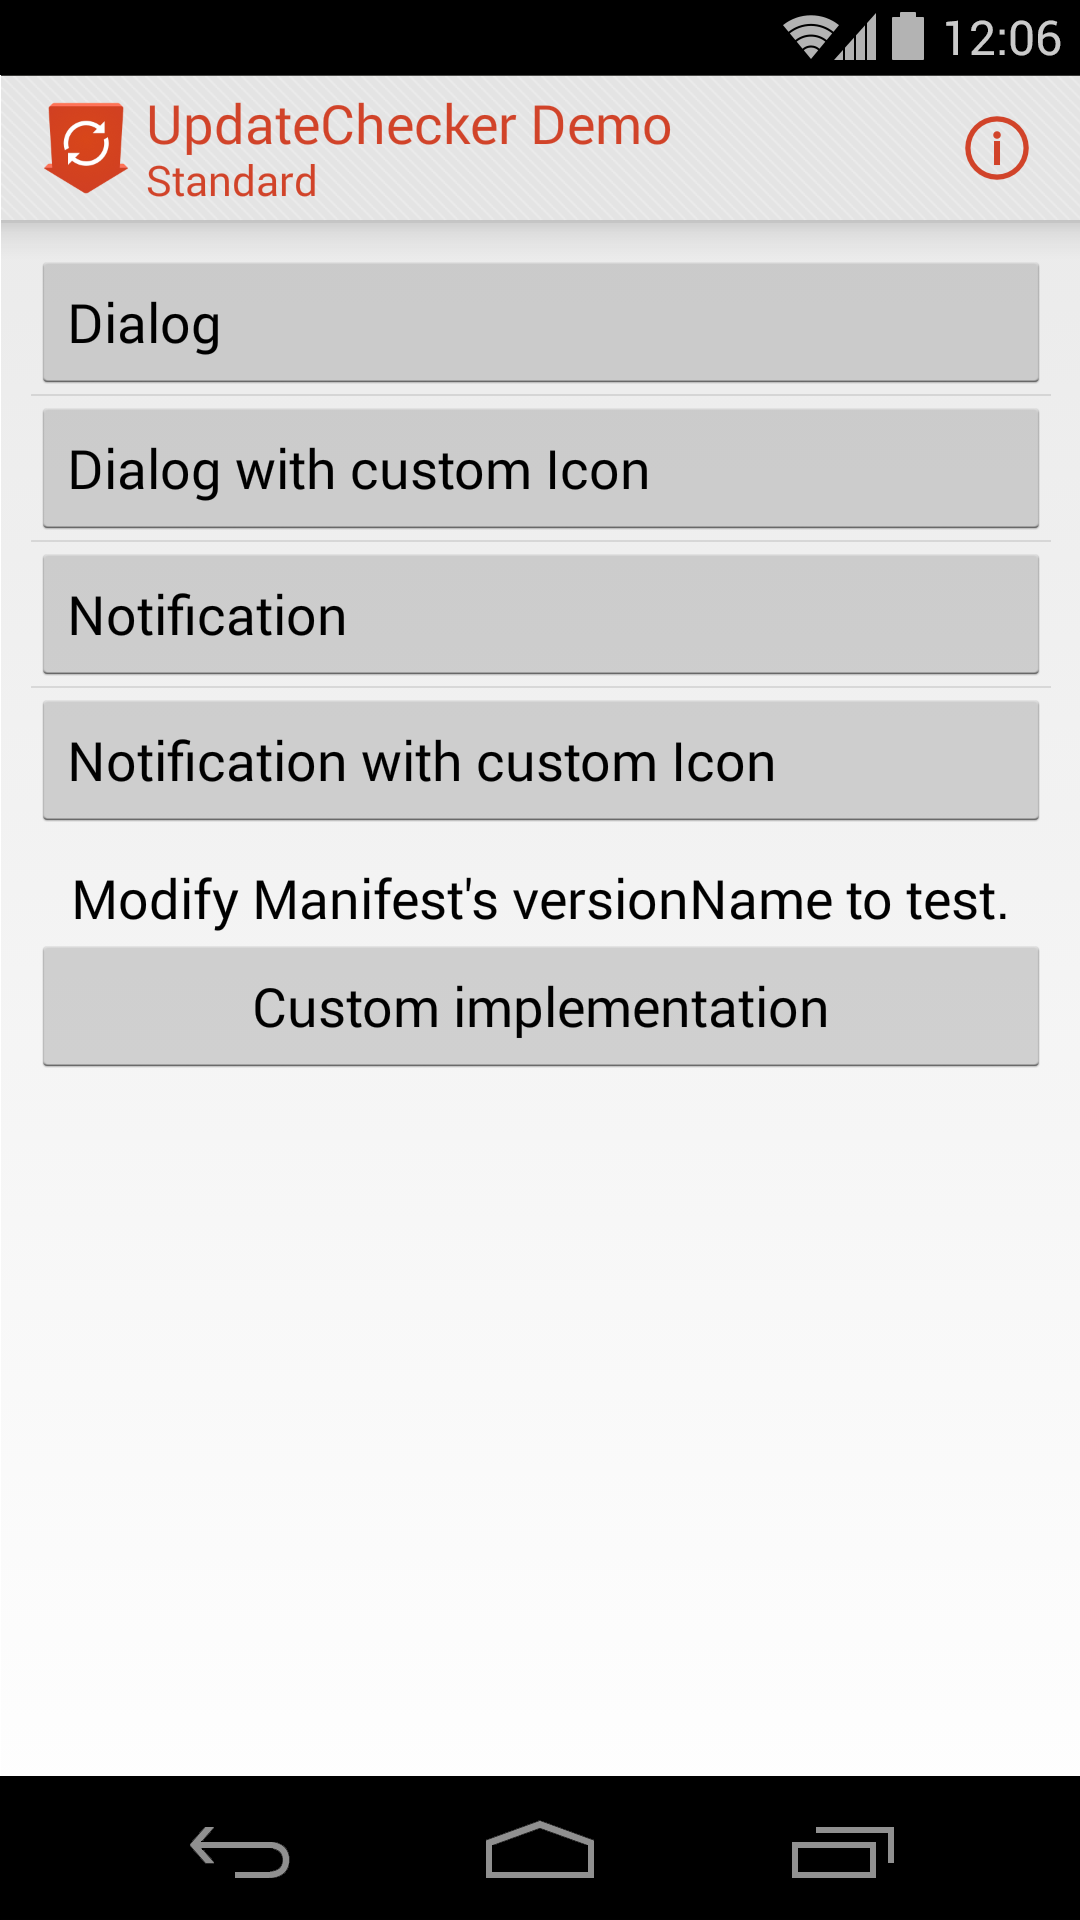 12:06
UpdateChecker Demo
Standard
Dialog
Dialog with custom Icon
Notification
Notification with custom Icon
Modify Manifest's versionName to test.
Custom implementation